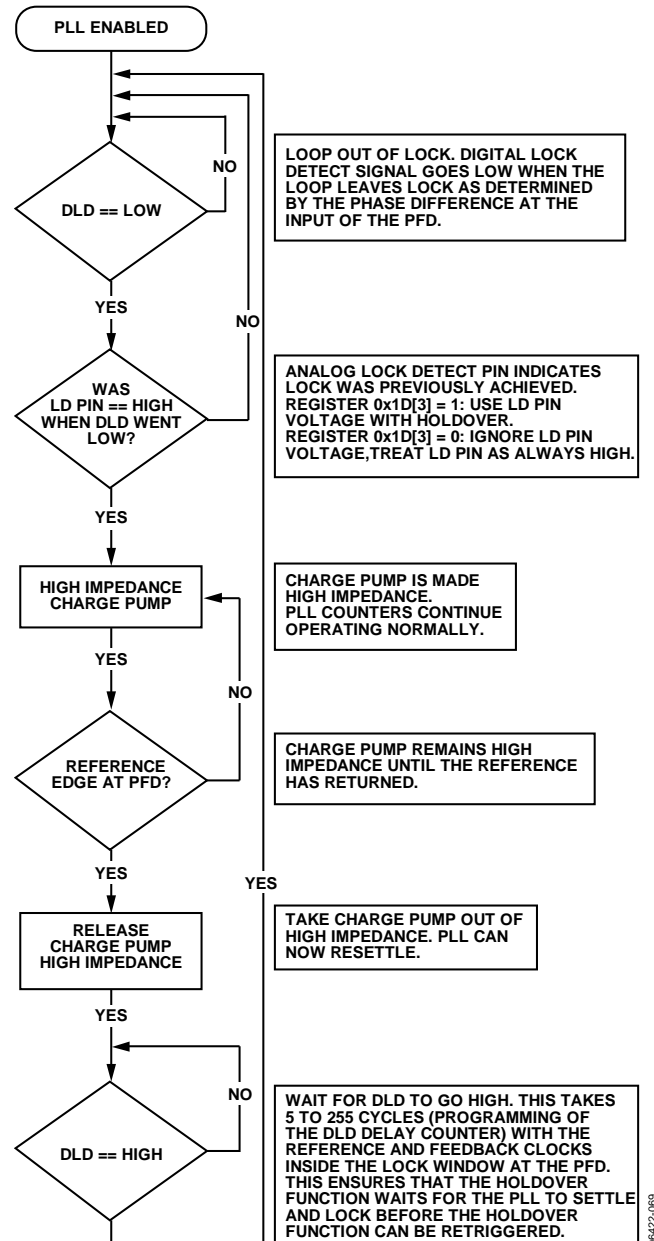 PLL ENABLED
NO
DLD == LOW
LOOP OUT OF LOCK. DIGITAL LOCK
DETECT SIGNAL GOES LOW WHEN THE
LOOP LEAVES LOCK AS DETERMINED
BY THE PHASE DIFFERENCE AT THE
INPUT OF THE PFD.
YES
NO
WAS
LD PIN == HIGH
WHEN DLD WENT
LOW?
ANALOG LOCK DETECT PIN INDICATES
LOCK WAS PREVIOUSLY ACHIEVED.
REGISTER 0x1D[3] = 1: USE LD PIN
VOLTAGE WITH HOLDOVER.
REGISTER 0x1D[3] = 0: IGNORE LD PIN
VOLTAGE,TREAT LD PIN AS ALWAYS HIGH.
YES
HIGH IMPEDANCE
CHARGE PUMP
CHARGE PUMP IS MADE
HIGH IMPEDANCE.
PLL COUNTERS CONTINUE
OPERATING NORMALLY.
YES
NO
REFERENCE
EDGE AT PFD?
CHARGE PUMP REMAINS HIGH
IMPEDANCE UNTIL THE REFERENCE
HAS RETURNED.
YES
YES
RELEASE
CHARGE PUMP
HIGH IMPEDANCE
TAKE CHARGE PUMP OUT OF
HIGH IMPEDANCE. PLL CAN
NOW RESETTLE.
YES
NO
DLD == HIGH
WAIT FOR DLD TO GO HIGH. THIS TAKES
5 TO 255 CYCLES (PROGRAMMING OF
THE DLD DELAY COUNTER) WITH THE
REFERENCE AND FEEDBACK CLOCKS
INSIDE THE LOCK WINDOW AT THE PFD.
THIS ENSURES THAT THE HOLDOVER
FUNCTION WAITS FOR THE PLL TO SETTLE
AND LOCK BEFORE THE HOLDOVER
FUNCTION CAN BE RETRIGGERED.
06422-069